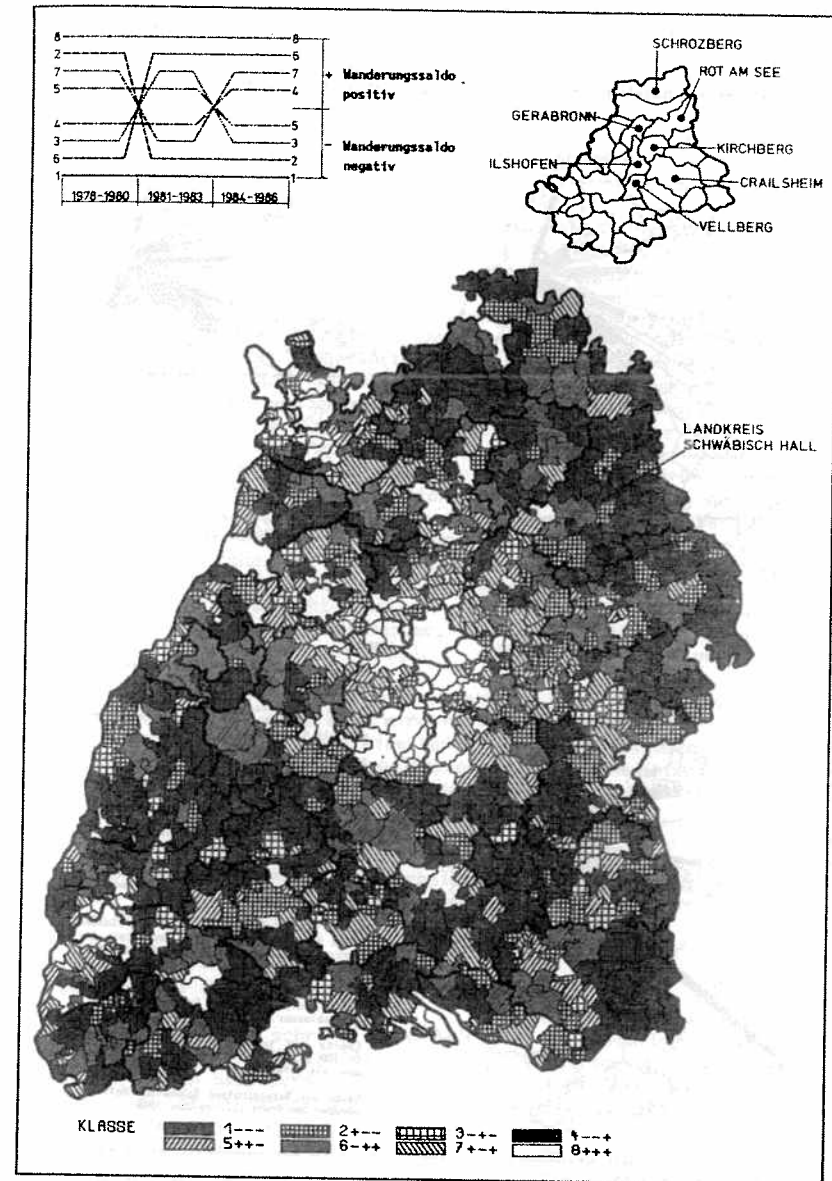 8
2
7
5
4
3
6
1
8
6
7
4
5
3
2
1
+ Wanderungssaldo
positiv
- Wanderungssaldo
negativ
1978-1980 1981-1983 1984-1986
SCHROZBERG
ROT AM SEE
GERABRONN
KIRCHBERG
ILSHOFEN
CRAILSHEIM
VELLBERG
LANDKREIS
SCHWÄBISCH HALL
KLASSE 1--- 2+-- 3-+- 4--+
5++- 6-++ 7+-+ 8+++